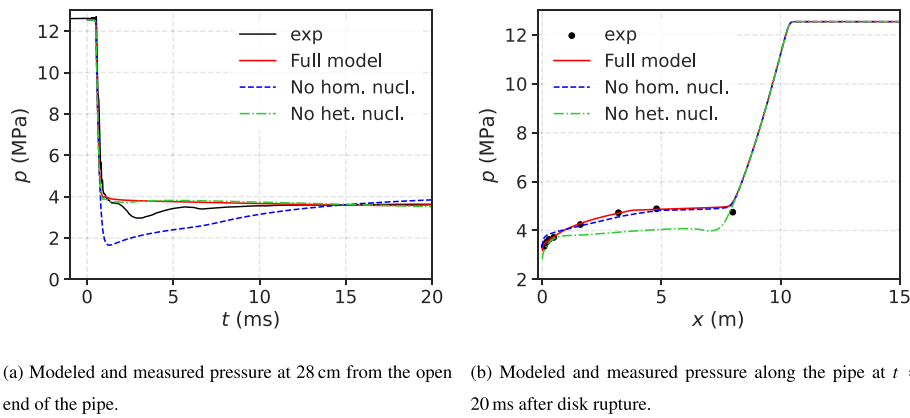 12
10
8
6
4
2
0
p (MPa)
0
5
10
15
20
t (ms)
exp
Full model
No hom. nucl.
No het. nucl.
12
10
8
6
4
2
p (MPa)
0
5
10
15
x (m)
exp
Full model
No hom. nucl.
No het. nucl.
(a) Modeled and measured pressure at 28 cm from the open
end of the pipe.
(b) Modeled and measured pressure along the pipe at t =
20 ms after disk rupture.